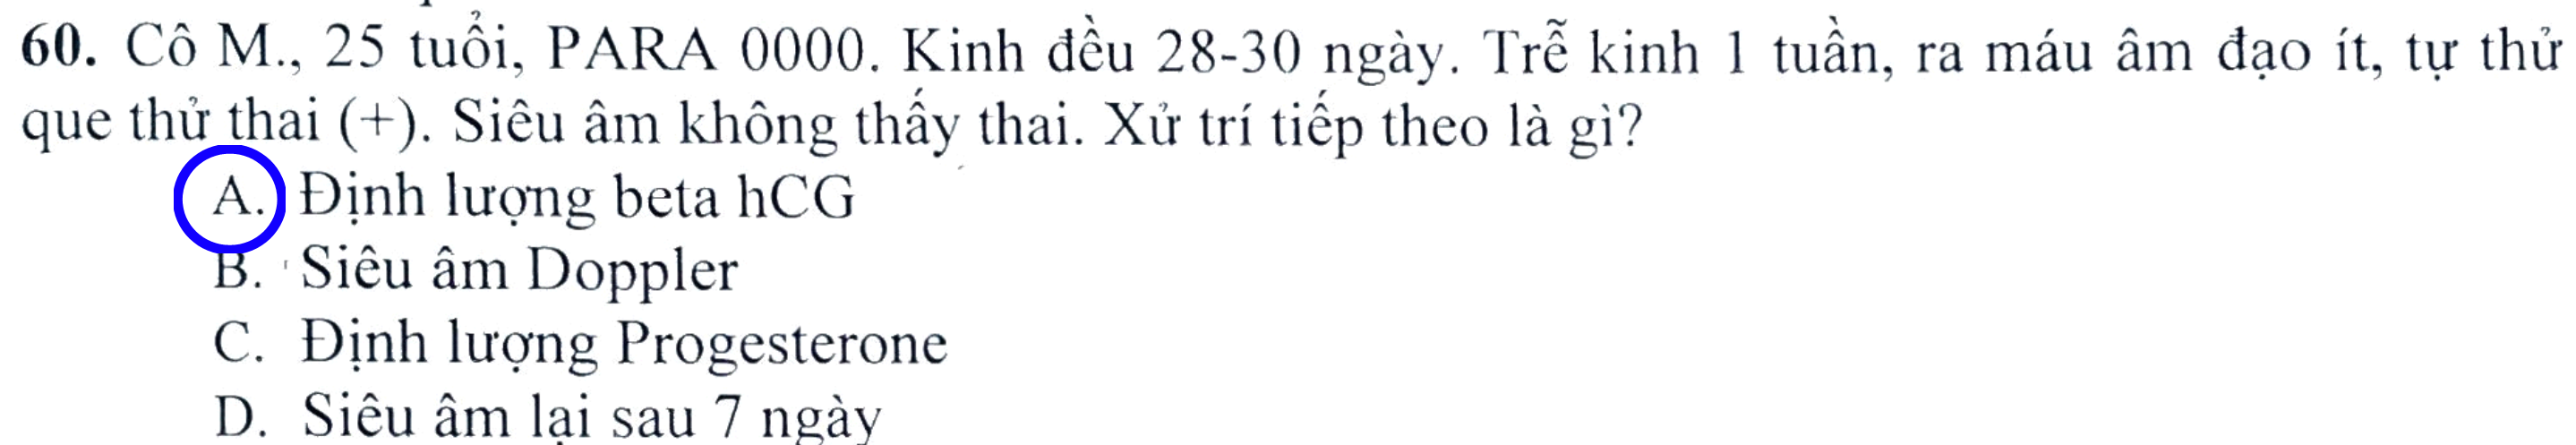 60. Cô M., 25 tuổi, PARA 0000. Kinh đều 28-30 ngày. Trễ kinh 1 tuần, ra máu âm đạo ít, tự thử
que thử thai (+). Siêu âm không thấy thai. Xử trí tiếp theo là gì?
A. Định lượng beta hCG
B. Siêu âm Doppler
C. Định lượng Progesterone
D. Siêu âm lại sau 7 ngày